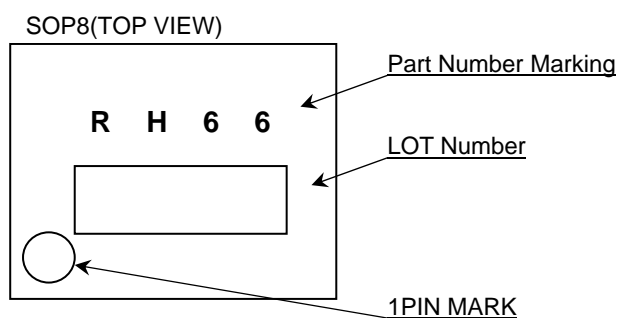 SOP8(TOP VIEW)
Part Number Marking
R H 6 6
LOT Number
1PIN MARK